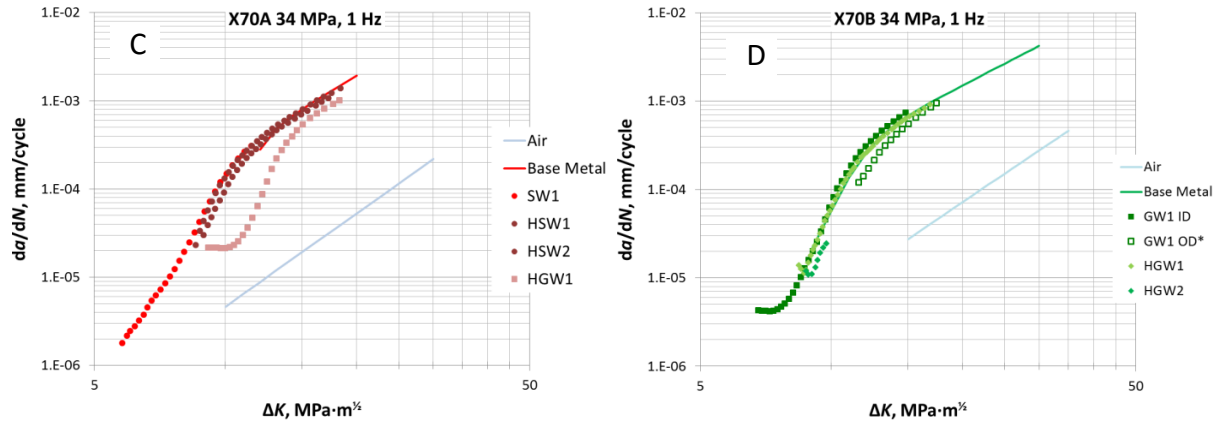 X70A 34 MPa, 1 Hz
C
1.E-02
1.E-03
1.E-04
1.E-05
1.E-06
da/dN, mm/cycle
5
50
ΔK, MPa·m½
Air
Base Metal
SW1
HSW1
HSW2
HGW1
X70B 34 MPa, 1 Hz
D
1.E-02
1.E-03
1.E-04
1.E-05
1.E-06
da/dN, mm/cycle
5
50
ΔK, MPa·m½
Air
Base Metal
GW1 ID
GW1 OD*
HGW1
HGW2